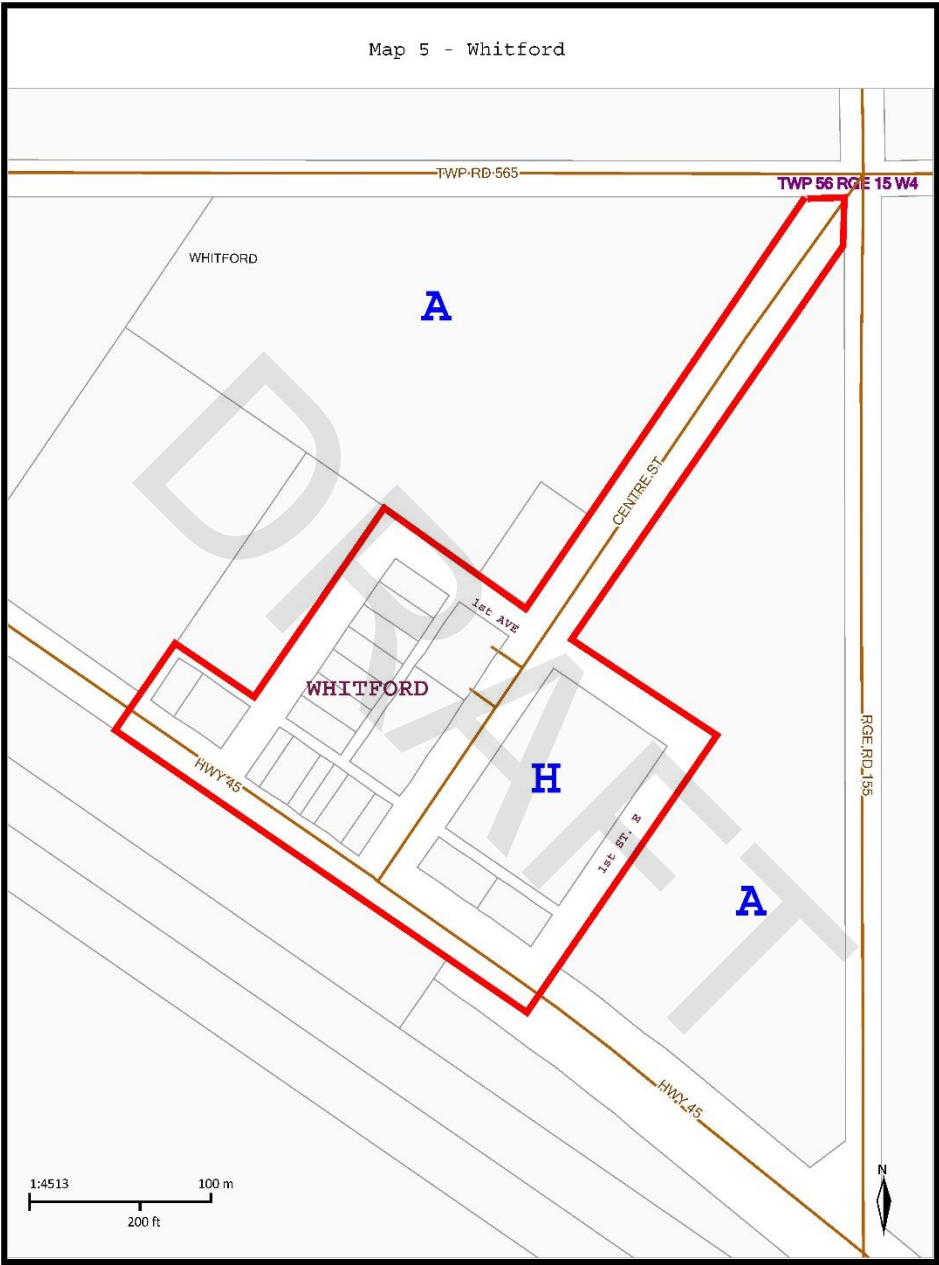 Map 5 - Whitford
TWP RD 565
TWP 56 RGE 15 W4
WHITFORD
A
CENTRE ST
1st AVE
WHITFORD
HWY 45
H
1st ST. E
RGE RD 155
A
HWY 45
DRAFT
1:4513
100 m
200 ft
N